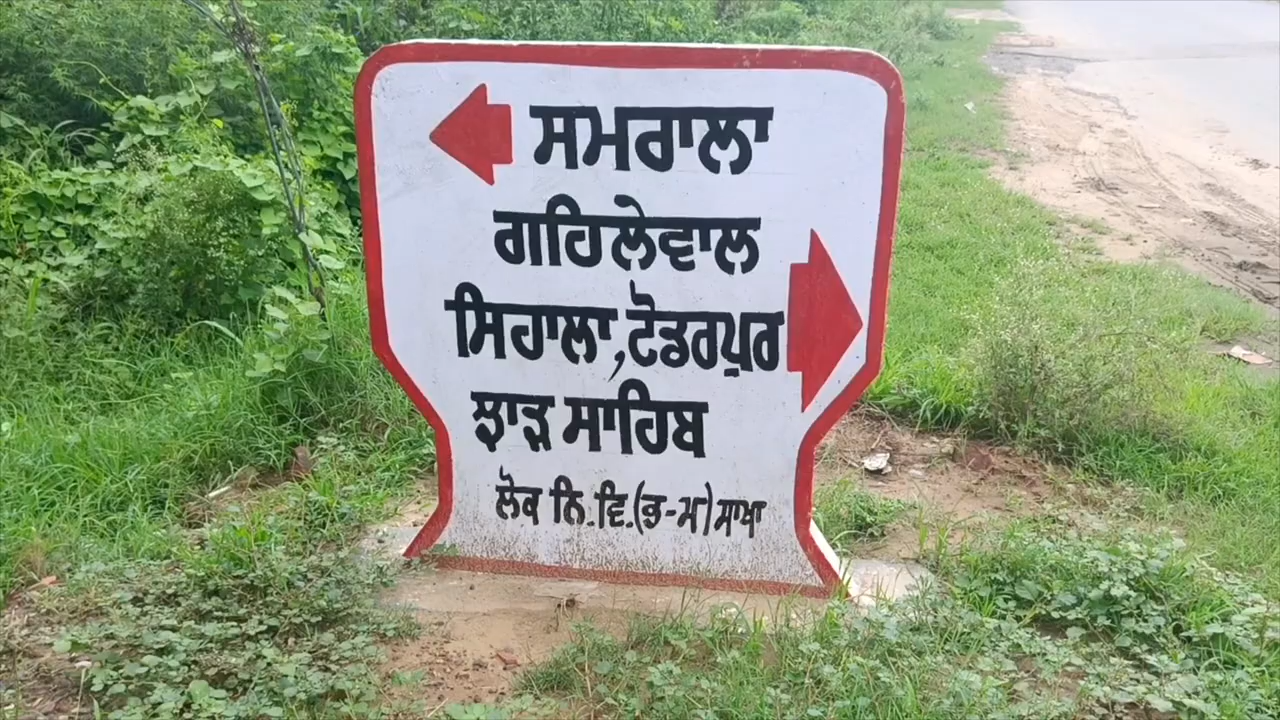 ਸਮਰਾਲਾ
ਗਹਿਲੇਵਾਲ
ਸਿਹਾਲਾ,ਟੋਡਰਪੁਰ
ਝਾੜ ਸਾਹਿਬ
ਲੋਕ ਨਿ.ਵਿ.(ਭ-ਮ)ਸਾਖਾ